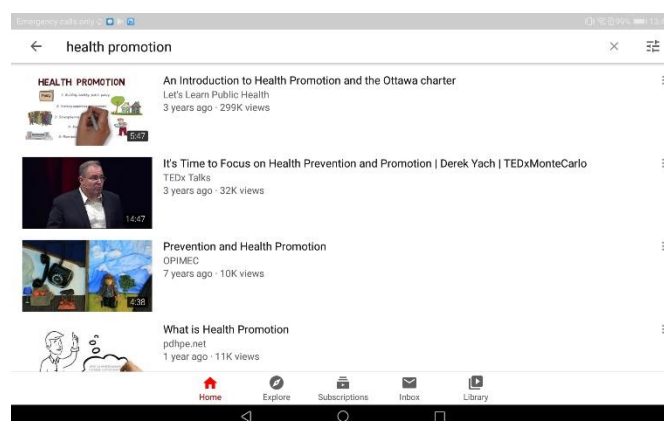 Emergency calls only
health promotion
HEALTH PROMOTION
5:47
An Introduction to Health Promotion and the Ottawa charter
Let's Learn Public Health
3 years ago · 299K views
14:47
It's Time to Focus on Health Prevention and Promotion | Derek Yach | TEDxMonteCarlo
TEDx Talks
3 years ago · 32K views
4:38
Prevention and Health Promotion
OPIMEC
7 years ago · 10K views
What is Health Promotion
pdhpe.net
1 year ago · 11K views
Home
Explore
Subscriptions
Inbox
Library